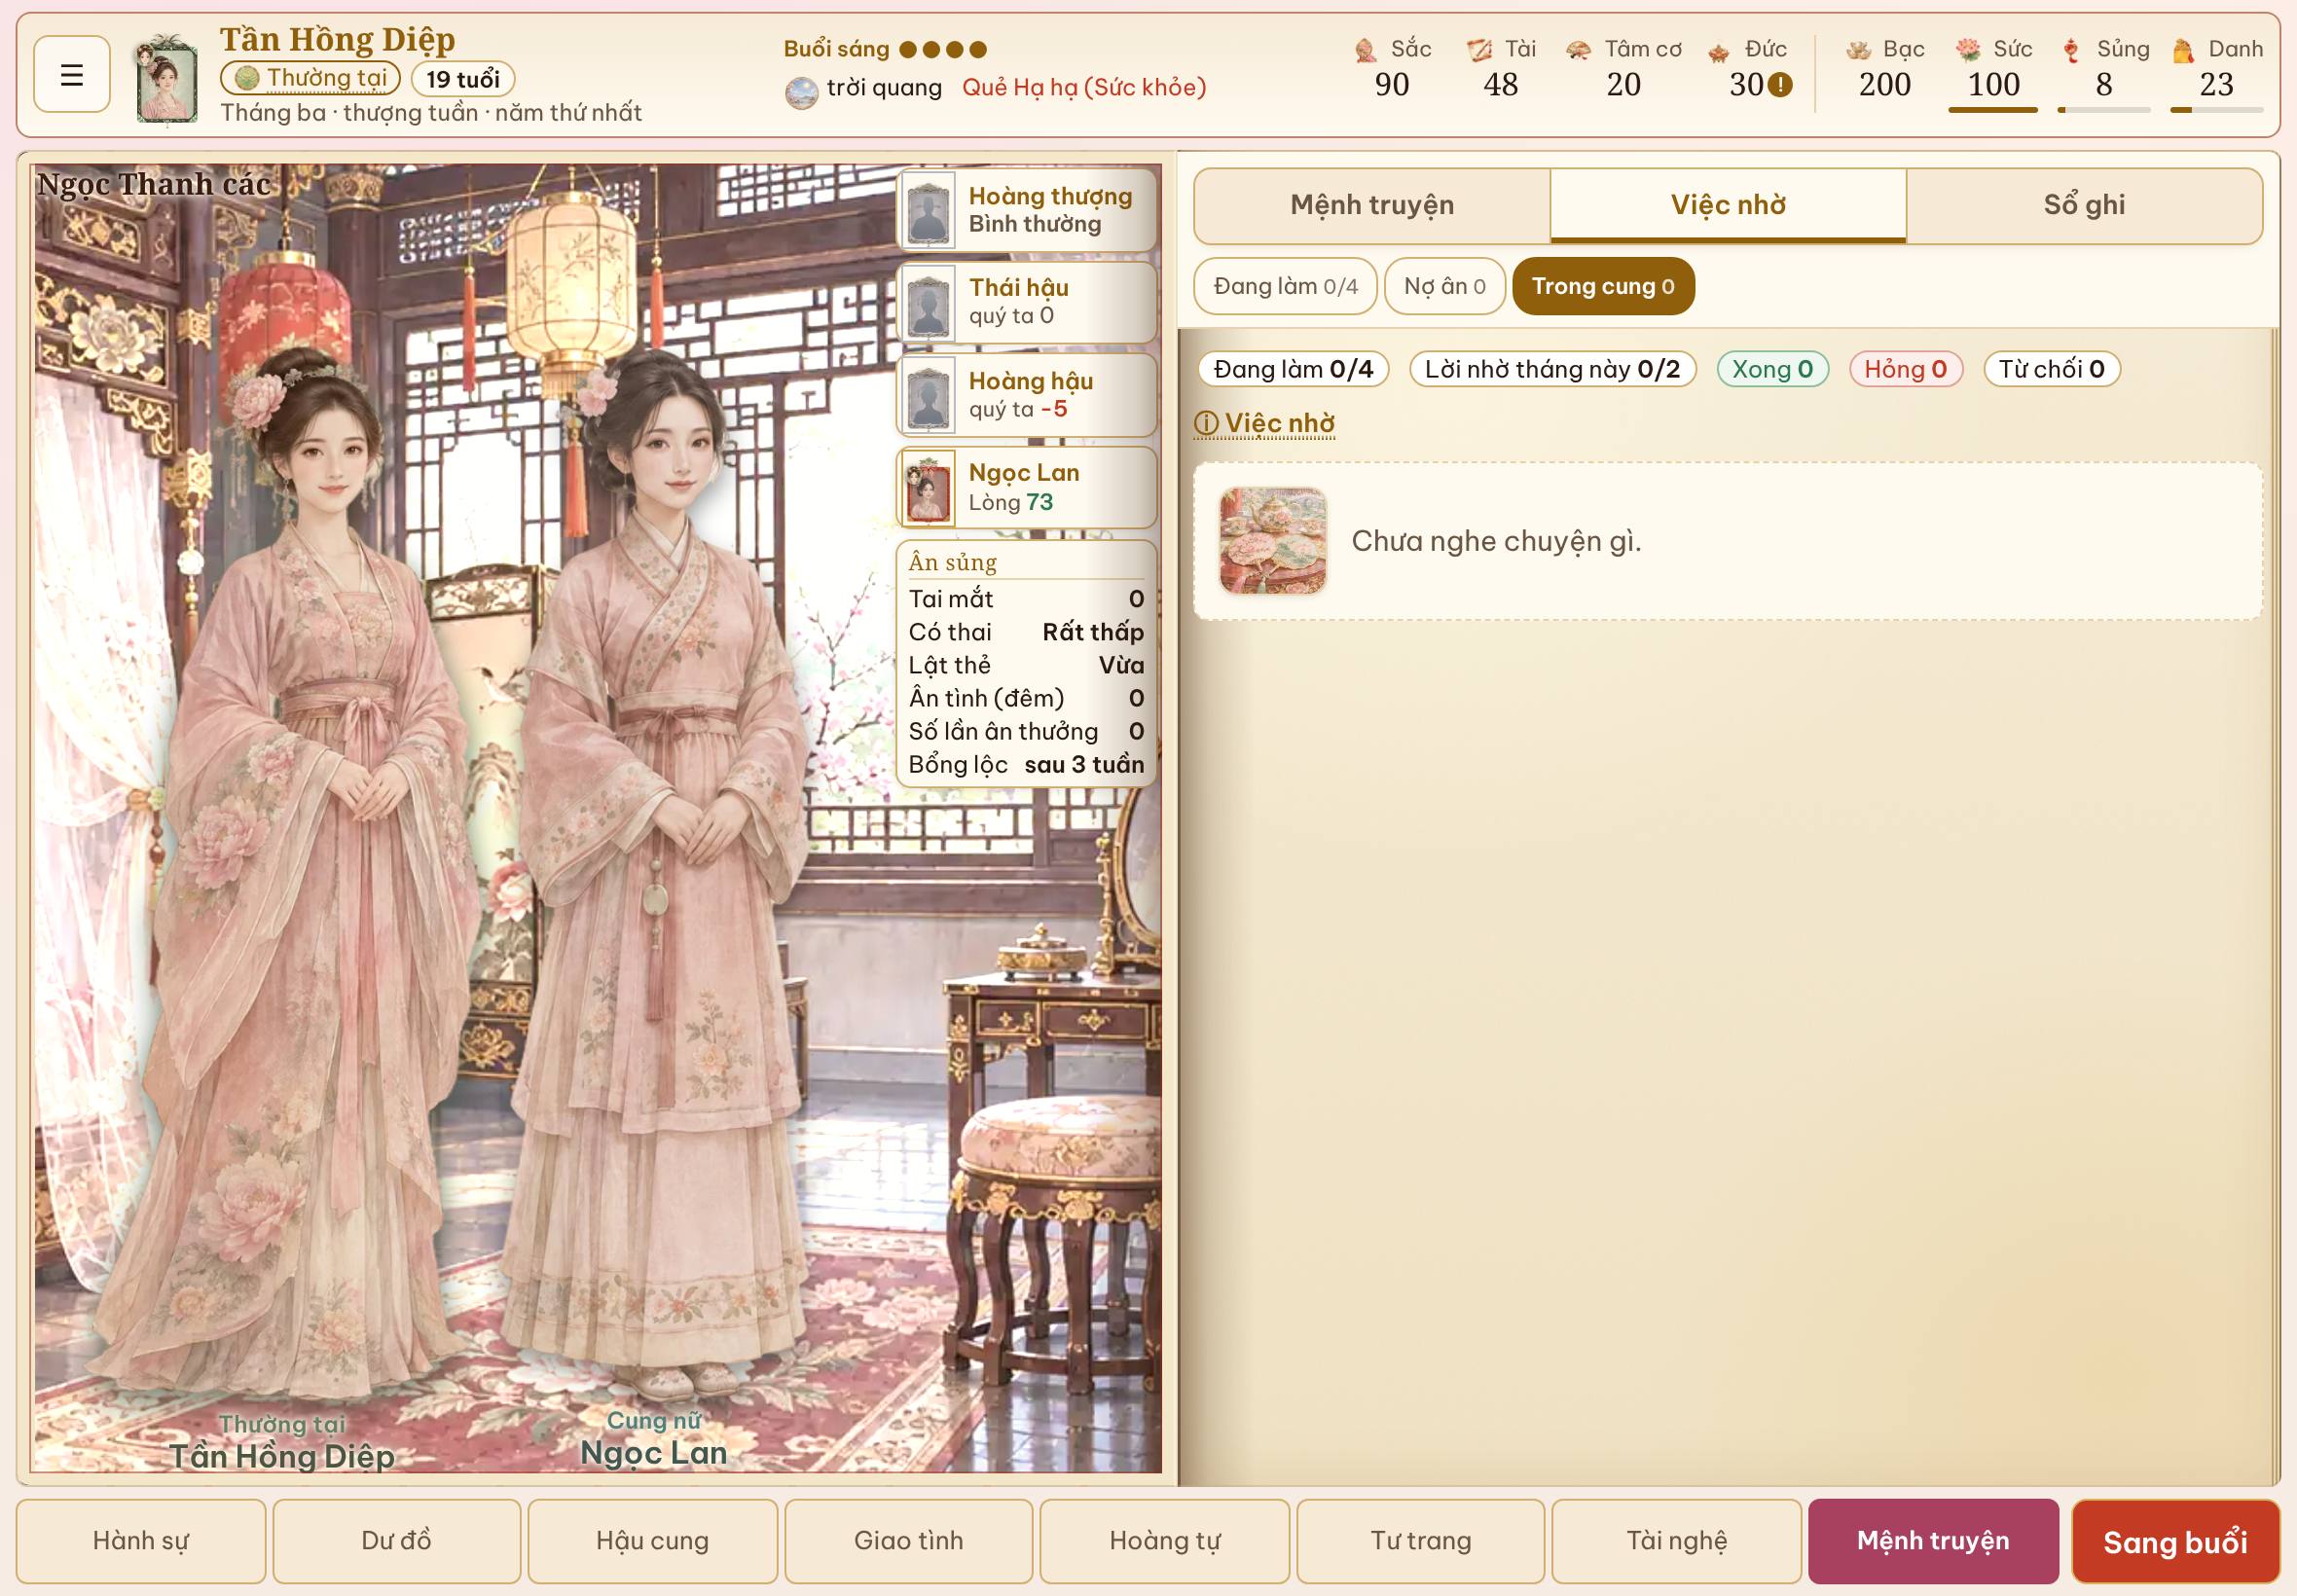 ☰
Tần Hồng Diệp
Thường tại 19 tuổi
Tháng ba · thượng tuần · năm thứ nhất
Buổi sáng
trời quang Quẻ Hạ hạ (Sức khỏe)
Sắc Tài Tâm cơ Đức Bạc Sức Sủng Danh
90 48 20 30 ! 200 100 8 23
Ngọc Thanh các
Hoàng thượng
Bình thường
Thái hậu
quý ta 0
Hoàng hậu
quý ta -5
Ngọc Lan
Lòng 73
Ân sủng
Tai mắt 0
Có thai Rất thấp
Lật thẻ Vừa
Ân tình (đêm) 0
Số lần ân thưởng 0
Bổng lộc sau 3 tuần
Thường tại
Tần Hồng Diệp
Cung nữ
Ngọc Lan
Mệnh truyện Việc nhờ Sổ ghi
Đang làm 0/4 Nợ ân 0 Trong cung 0
Đang làm 0/4 Lời nhờ tháng này 0/2 Xong 0 Hỏng 0 Từ chối 0
ⓘ Việc nhờ
Chưa nghe chuyện gì.
Hành sự Dư đồ Hậu cung Giao tình Hoàng tự Tư trang Tài nghệ Mệnh truyện Sang buổi